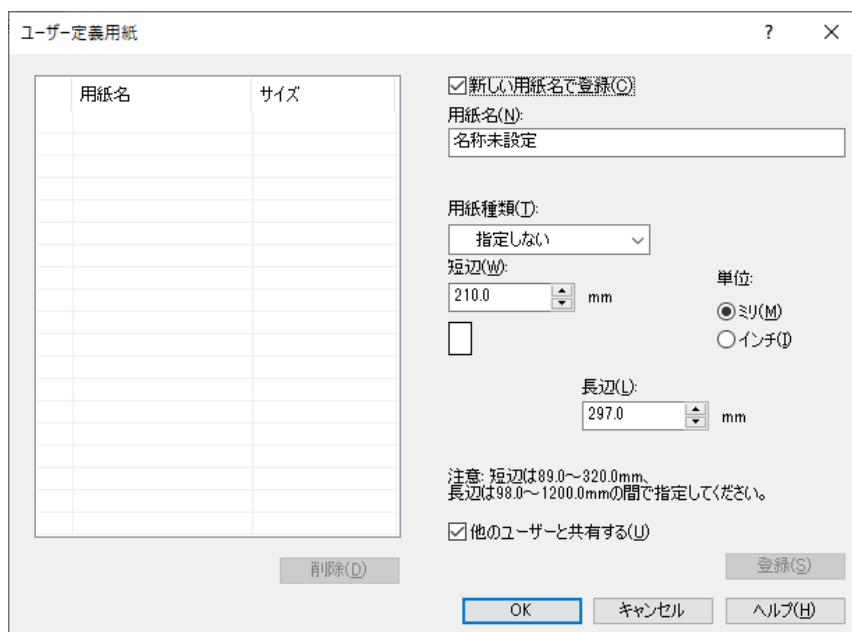 ユーザー定義用紙
用紙名 サイズ
新しい用紙名で登録(C)
用紙名(N):
名称未設定
用紙種類(T):
指定しない
短辺(W):
210.0 mm
単位:
ミリ(M)
インチ(I)
長辺(L):
297.0 mm
注意: 短辺は89.0～320.0mm、
長辺は98.0～1200.0mmの間で指定してください。
他のユーザーと共有する(U)
削除(D)
登録(S)
OK キャンセル ヘルプ(H)